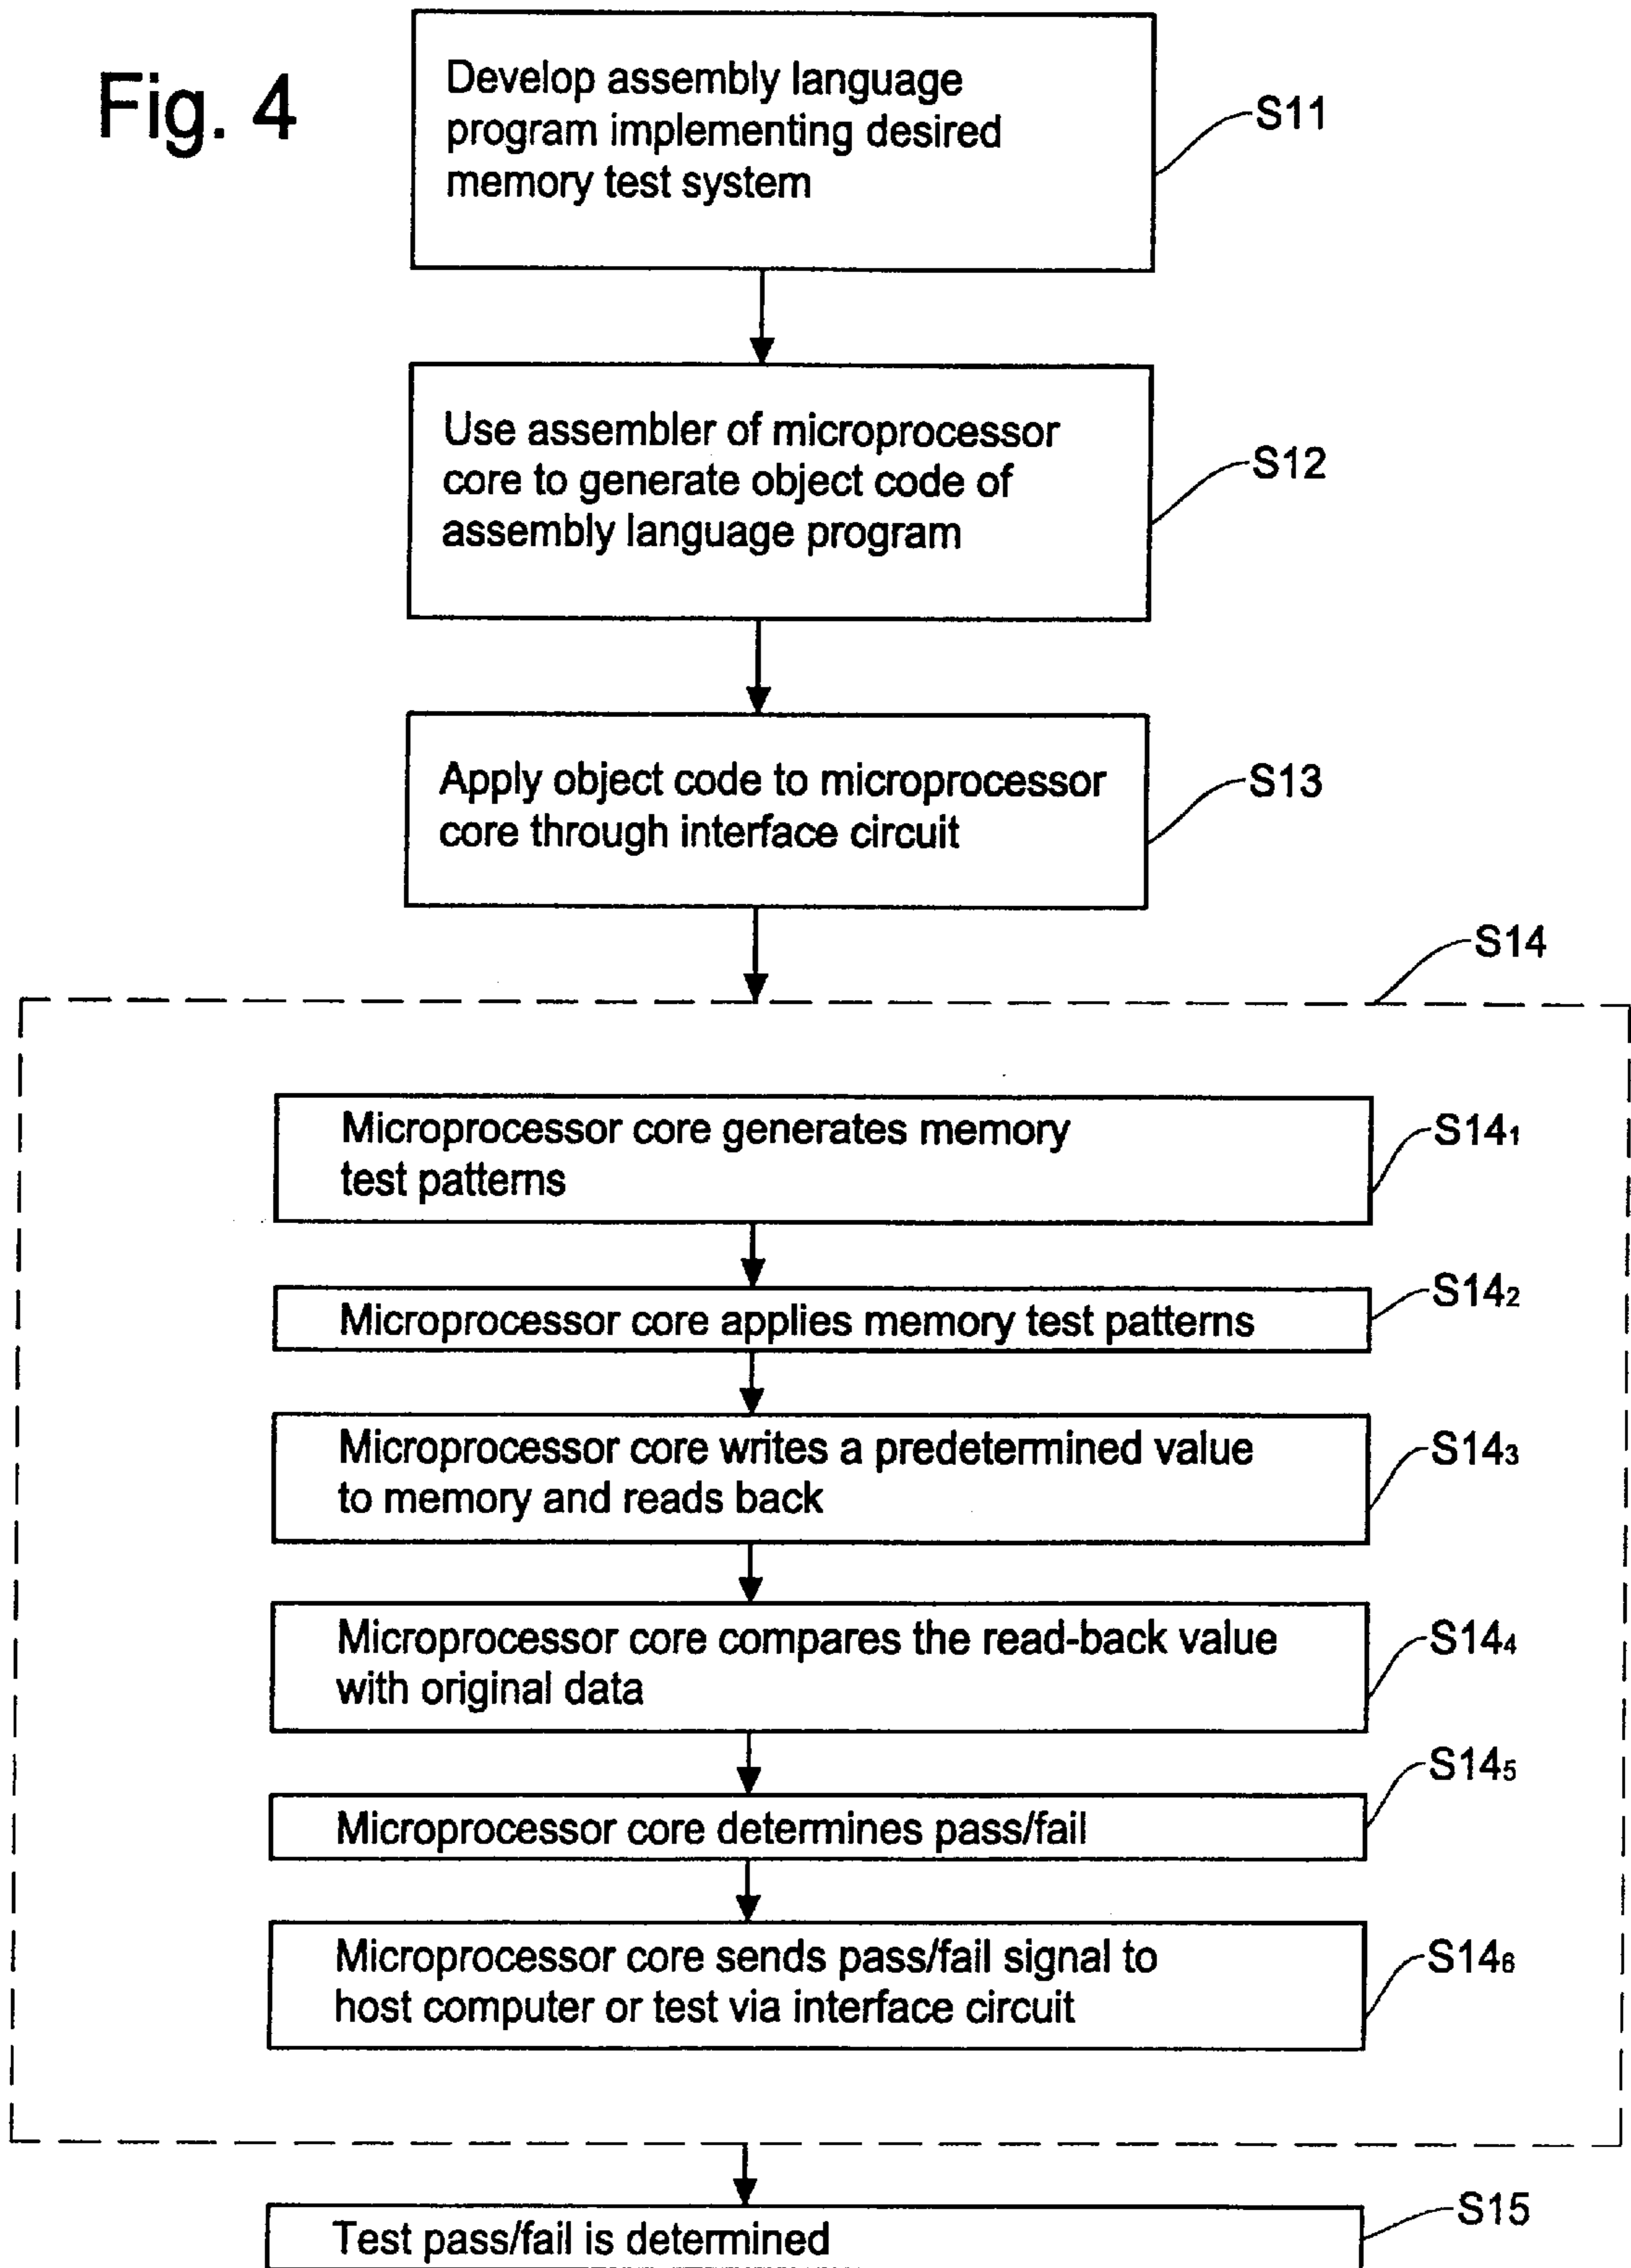 Fig. 4
Develop assembly language
program implementing desired
memory test system
S11
Use assembler of microprocessor
core to generate object code of
assembly language program
S12
Apply object code to microprocessor
core through interface circuit
S13
S14
Microprocessor core generates memory
test patterns
S14₁
Microprocessor core applies memory test patterns
S14₂
Microprocessor core writes a predetermined value
to memory and reads back
S14₃
Microprocessor core compares the read-back value
with original data
S14₄
Microprocessor core determines pass/fail
S14₅
Microprocessor core sends pass/fail signal to
host computer or test via interface circuit
S14₆
Test pass/fail is determined
S15